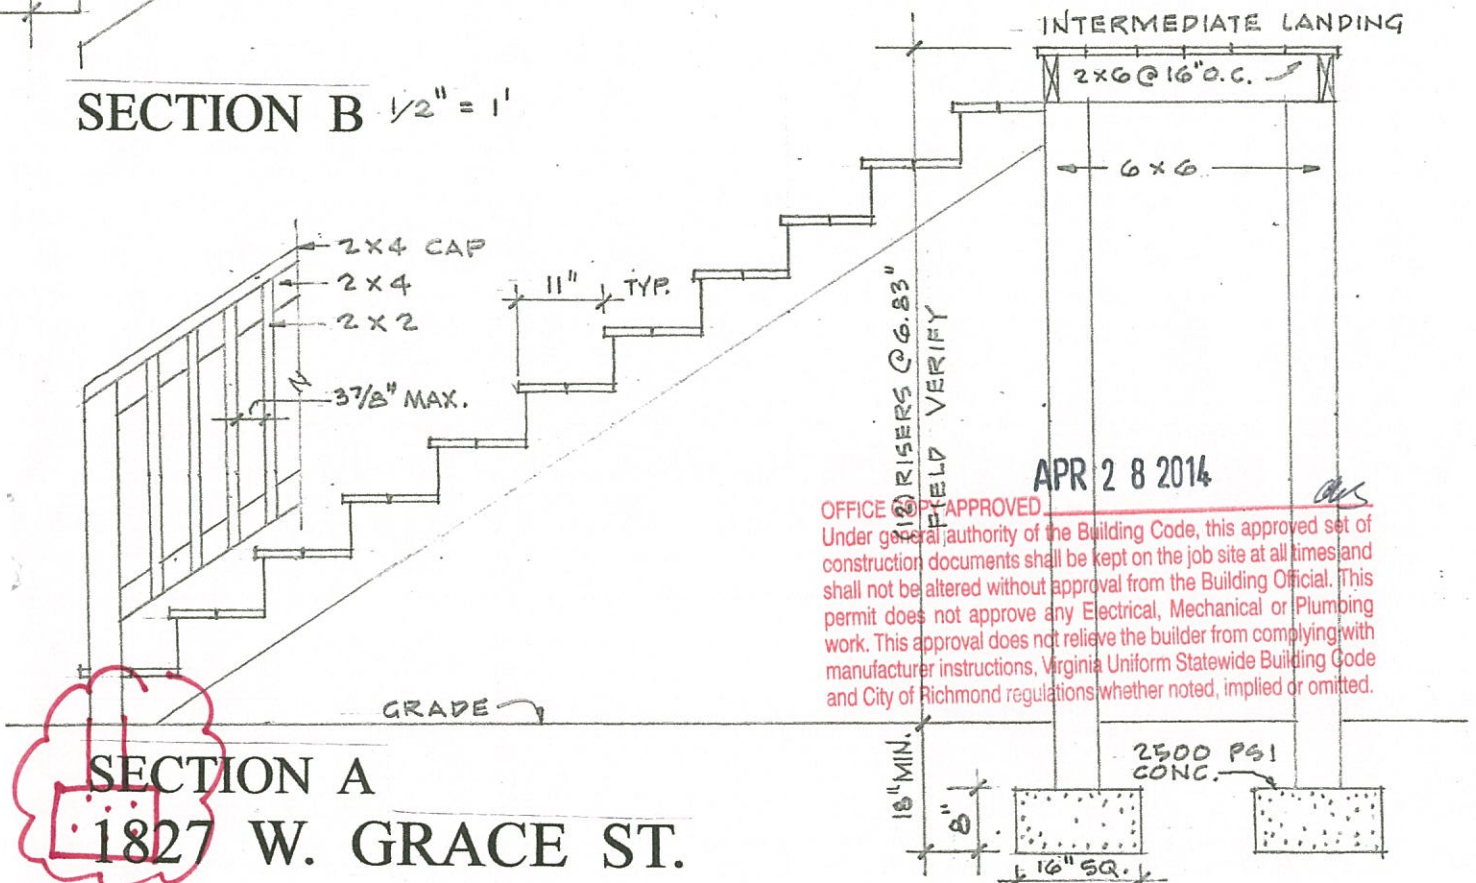 INTERMEDIATE LANDING
2x6 @ 16" O.C.
SECTION B 1/2" = 1'
6 x 6
2x4 CAP
2x4
2x2
3 7/8" MAX.
11" TYP.
(12) RISERS @ 6.83"
FIELD VERIFY
APR 28 2014
OFFICE COPY APPROVED
Under general authority of the Building Code, this approved set of
construction documents shall be kept on the job site at all times and
shall not be altered without approval from the Building Official. This
permit does not approve any Electrical, Mechanical or Plumbing
work. This approval does not relieve the builder from complying with
manufacturer instructions, Virginia Uniform Statewide Building Code
and City of Richmond regulations whether noted, implied or omitted.
GRADE
SECTION A
1827 W. GRACE ST.
18" MIN.
8"
2500 PSI
CONC.
16" SQ.